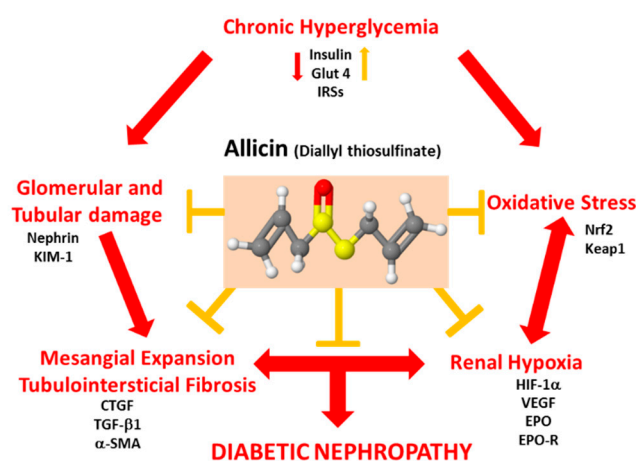 Chronic Hyperglycemia
Insulin
Glut 4
IRSs
Allicin (Diallyl thiosulfinate)
Glomerular and
Tubular damage
Nephrin
KIM-1
Oxidative Stress
Nrf2
Keap1
Mesangial Expansion
Tubulointersticial Fibrosis
CTGF
TGF-β1
α-SMA
Renal Hypoxia
HIF-1α
VEGF
EPO
EPO-R
DIABETIC NEPHROPATHY